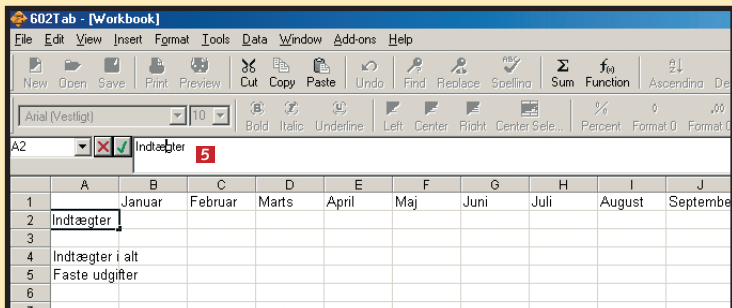 602Tab - [Workbook]
File Edit View Insert Format Tools Data Window Add-ons Help
New Open Save Print Preview Cut Copy Paste Undo Find Replace Spelling Sum Function Ascending De
Arial (Vestligt) 10 Bold Italic Underline Left Center Right Center Sele... Percent Format 0 Format 0
A2 Indtægter 5
A B C D E F G H I J
1 Januar Februar Marts April Maj Juni Juli August Septembe
2 Indtægter
3
4 Indtægter i alt
5 Faste udgifter
6